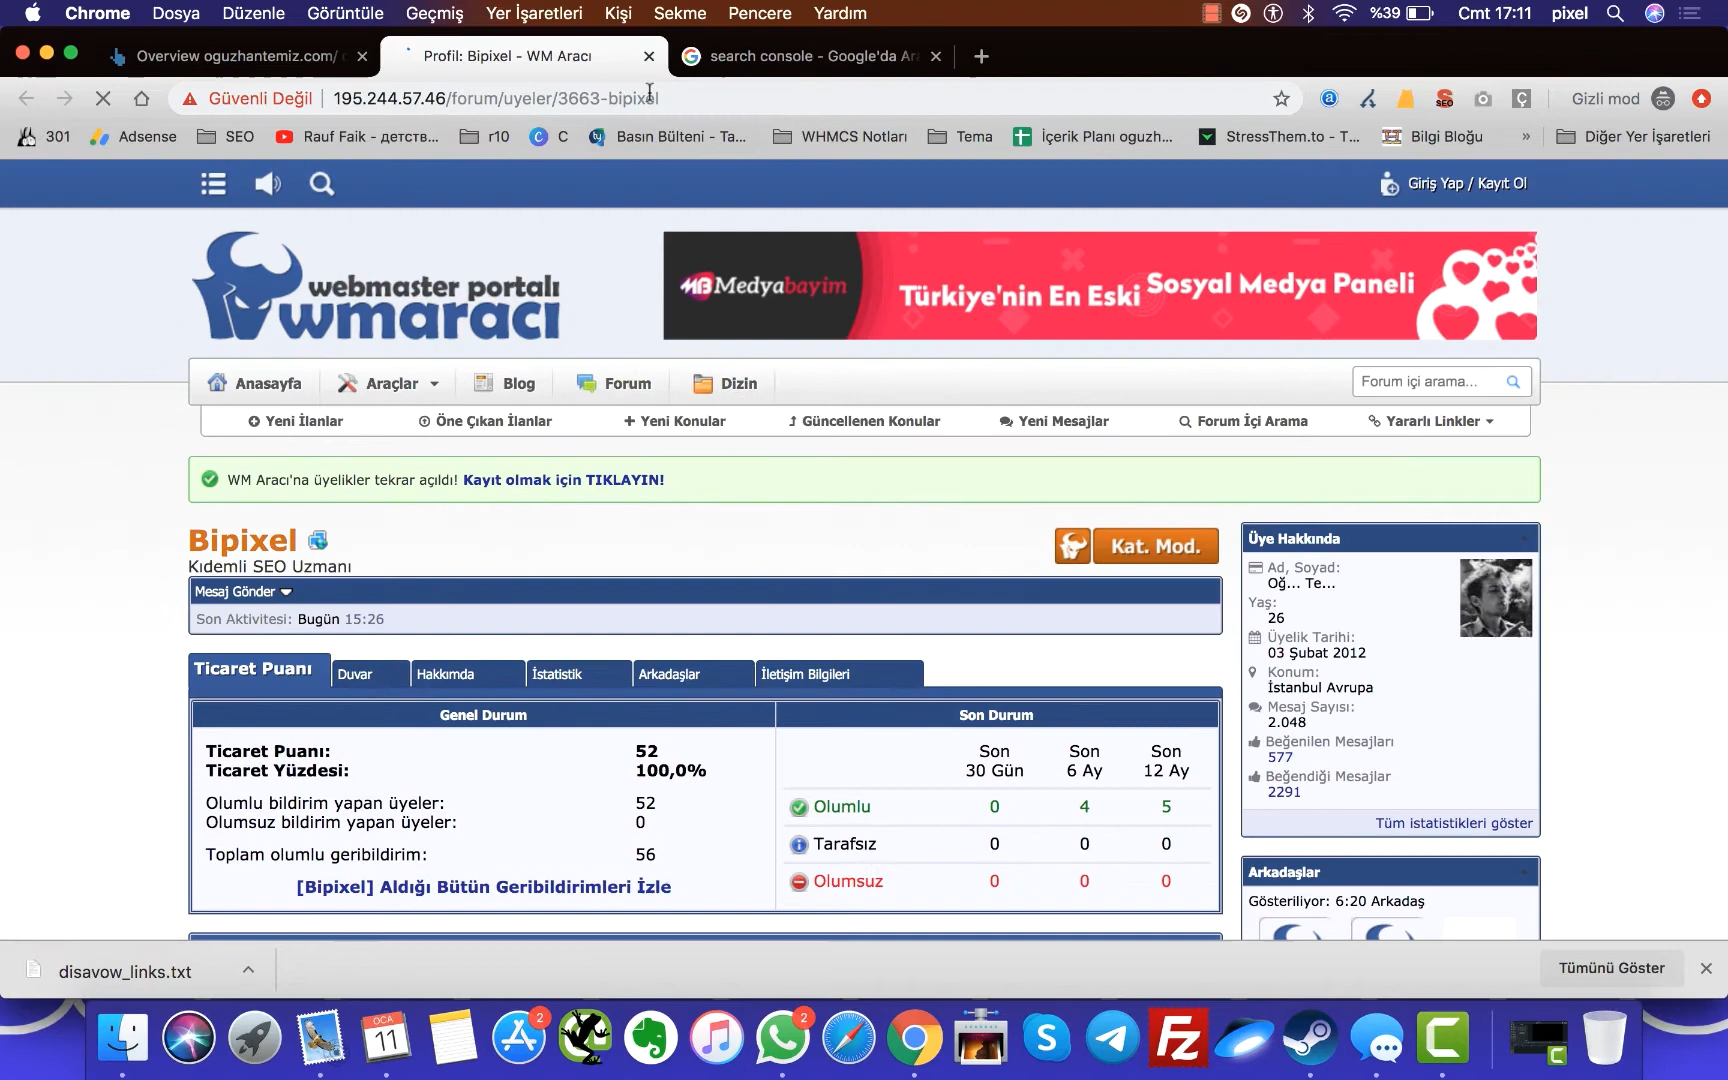 Chrome Dosya Düzenle Görüntüle Geçmiş Yer İşaretleri Kişi Sekme Pencere Yardım %39 Cmt 17:11 pixel
Overview oguzhantemiz.com/ Profil: Bipixel - WM Aracı search console - Google'da Ara
Güvenli Değil 195.244.57.46/forum/uyeler/3663-bipixel Gizli mod
301 Adsense SEO Rauf Faik - детств... r10 C Basın Bülteni - Ta... WHMCS Notları Tema İçerik Planı oguzh... StressThem.to - T... Bilgi Bloğu » Diğer Yer İşaretleri
Giriş Yap / Kayıt Ol
webmaster portalı
wmaracı
MB Medyabayim Türkiye'nin En Eski Sosyal Medya Paneli
Anasayfa Araçlar Blog Forum Dizin Forum içi arama...
Yeni İlanlar Öne Çıkan İlanlar Yeni Konular Güncellenen Konular Yeni Mesajlar Forum İçi Arama Yararlı Linkler
WM Aracı'na üyelikler tekrar açıldı! Kayıt olmak için TIKLAYIN!
Bipixel
Kat. Mod.
Kıdemli SEO Uzmanı
Mesaj Gönder
Son Aktivitesi: Bugün 15:26
Ticaret Puanı Duvar Hakkımda İstatistik Arkadaşlar İletişim Bilgileri
Genel Durum Son Durum
Ticaret Puanı: 52
Ticaret Yüzdesi: 100,0%
Olumlu bildirim yapan üyeler: 52
Olumsuz bildirim yapan üyeler: 0
Toplam olumlu geribildirim: 56
[Bipixel] Aldığı Bütün Geribildirimleri İzle
Son Son Son
30 Gün 6 Ay 12 Ay
Olumlu 0 4 5
Tarafsız 0 0 0
Olumsuz 0 0 0
Üye Hakkında
Ad, Soyad:
Oğ... Te...
Yaş:
26
Üyelik Tarihi:
03 Şubat 2012
Konum:
İstanbul Avrupa
Mesaj Sayısı:
2.048
Beğenilen Mesajları
577
Beğendiği Mesajlar
2291
Tüm istatistikleri göster
Arkadaşlar
Gösteriliyor: 6:20 Arkadaş
disavow_links.txt Tümünü Göster
OCA
11
2
2